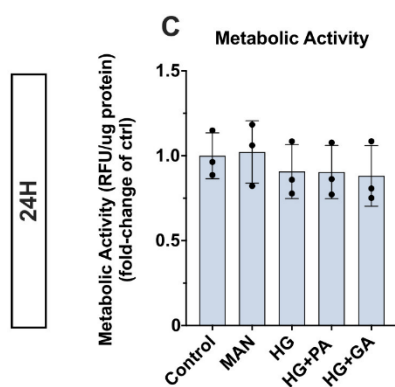 C
Metabolic Activity
24H
Metabolic Activity (RFU/ug protein)
(fold-change of ctrl)
1.5
1.0
0.5
0
Control
MAN
HG
HG+PA
HG+GA